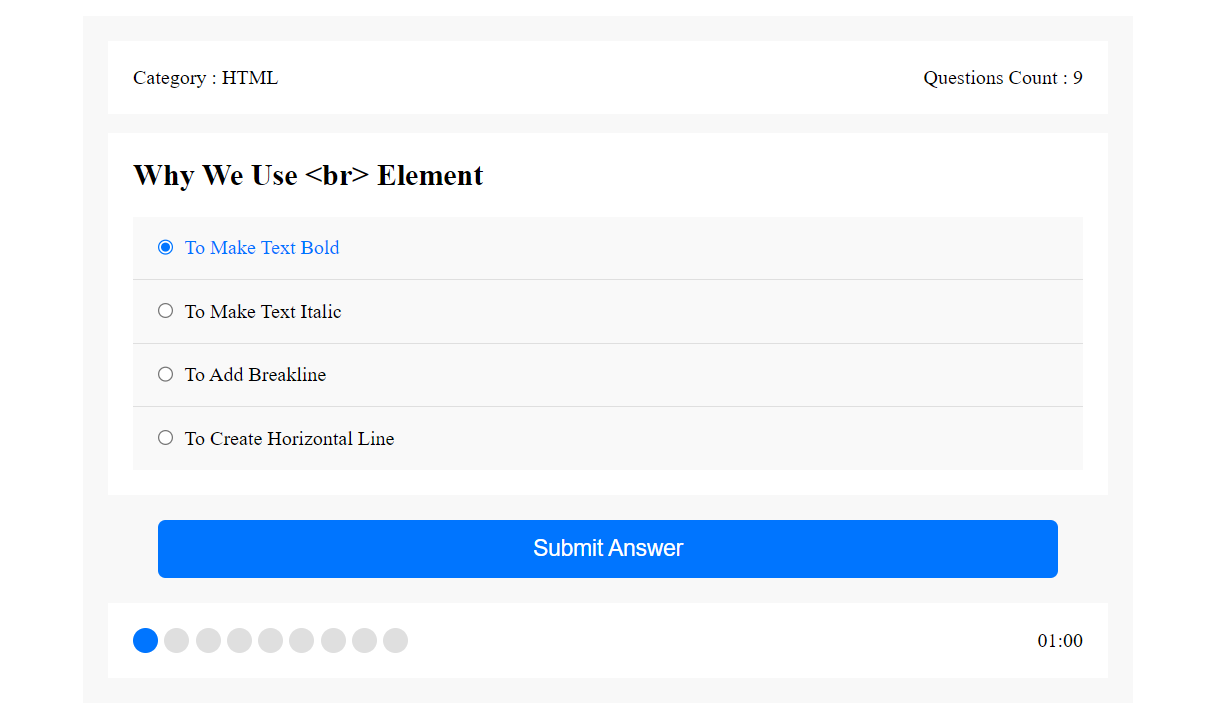 Category : HTML
Questions Count : 9
Why We Use <br> Element
To Make Text Bold
To Make Text Italic
To Add Breakline
To Create Horizontal Line
Submit Answer
01:00